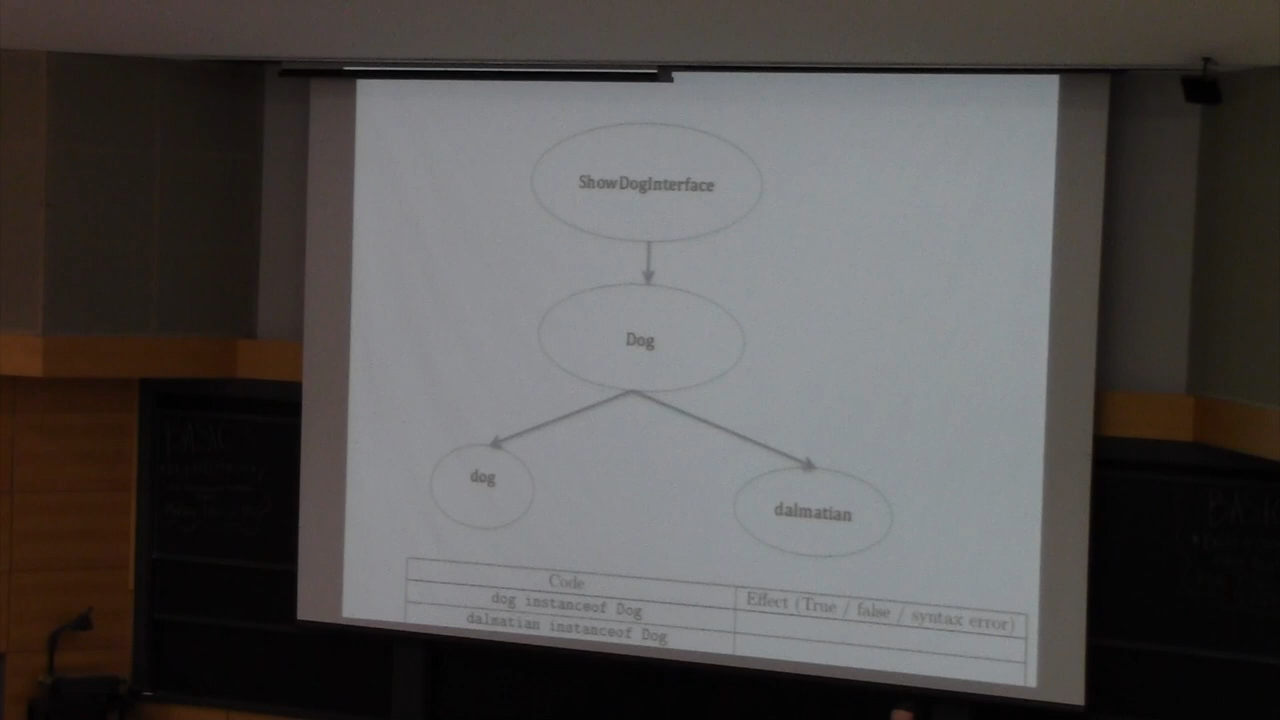 ShowDogInterface
Dog
dog
dalmatian
Code
Effect (True / false / syntax error)
dog instanceof Dog
dalmatian instanceof Dog